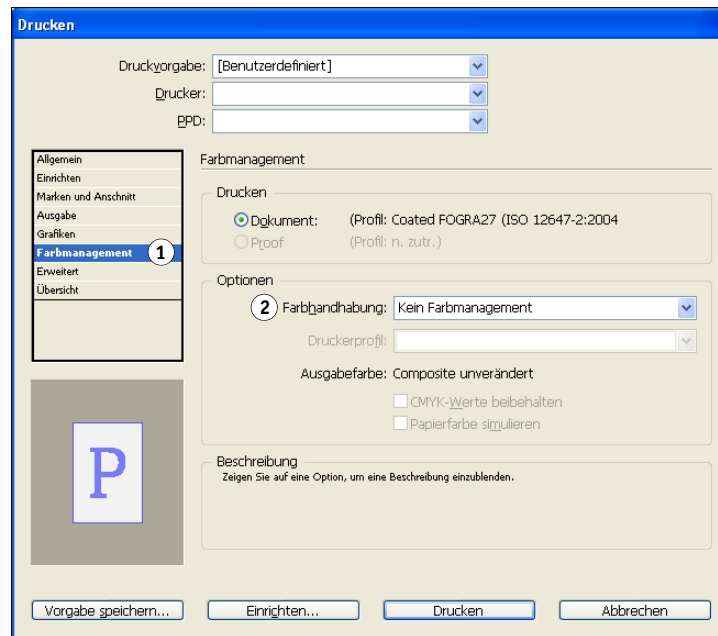 Drucken
Druckvorgabe: [Benutzerdefiniert]
Drucker:
PPD:
Allgemein
Einrichten
Marken und Anschnitt
Ausgabe
Grafiken
Farbmanagement 1
Erweitert
Übersicht
Farbmanagement
Drucken
Dokument: (Profil: Coated FOGRA27 (ISO 12647-2:2004
Proof (Profil: n. zutr.)
Optionen
2 Farbhandhabung: Kein Farbmanagement
Druckerprofil:
Ausgabefarbe: Composite unverändert
CMYK-Werte beibehalten
Papierfarbe simulieren
P
Beschreibung
Zeigen Sie auf eine Option, um eine Beschreibung einzublenden.
Vorgabe speichern... Einrichten... Drucken Abbrechen